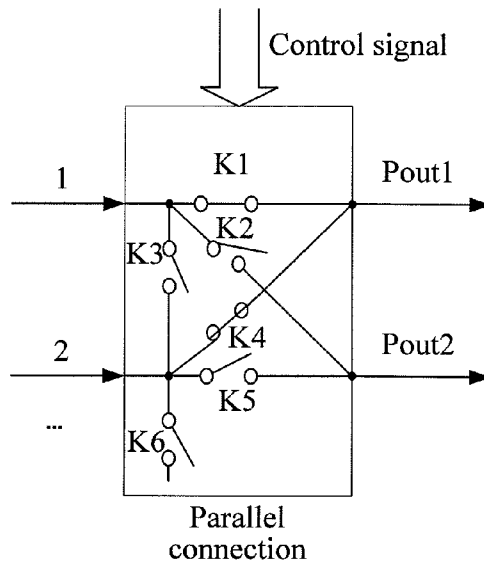 Control signal
K1
1
Pout1
K2
K3
K4
2
Pout2
K5
...
K6
Parallel
connection